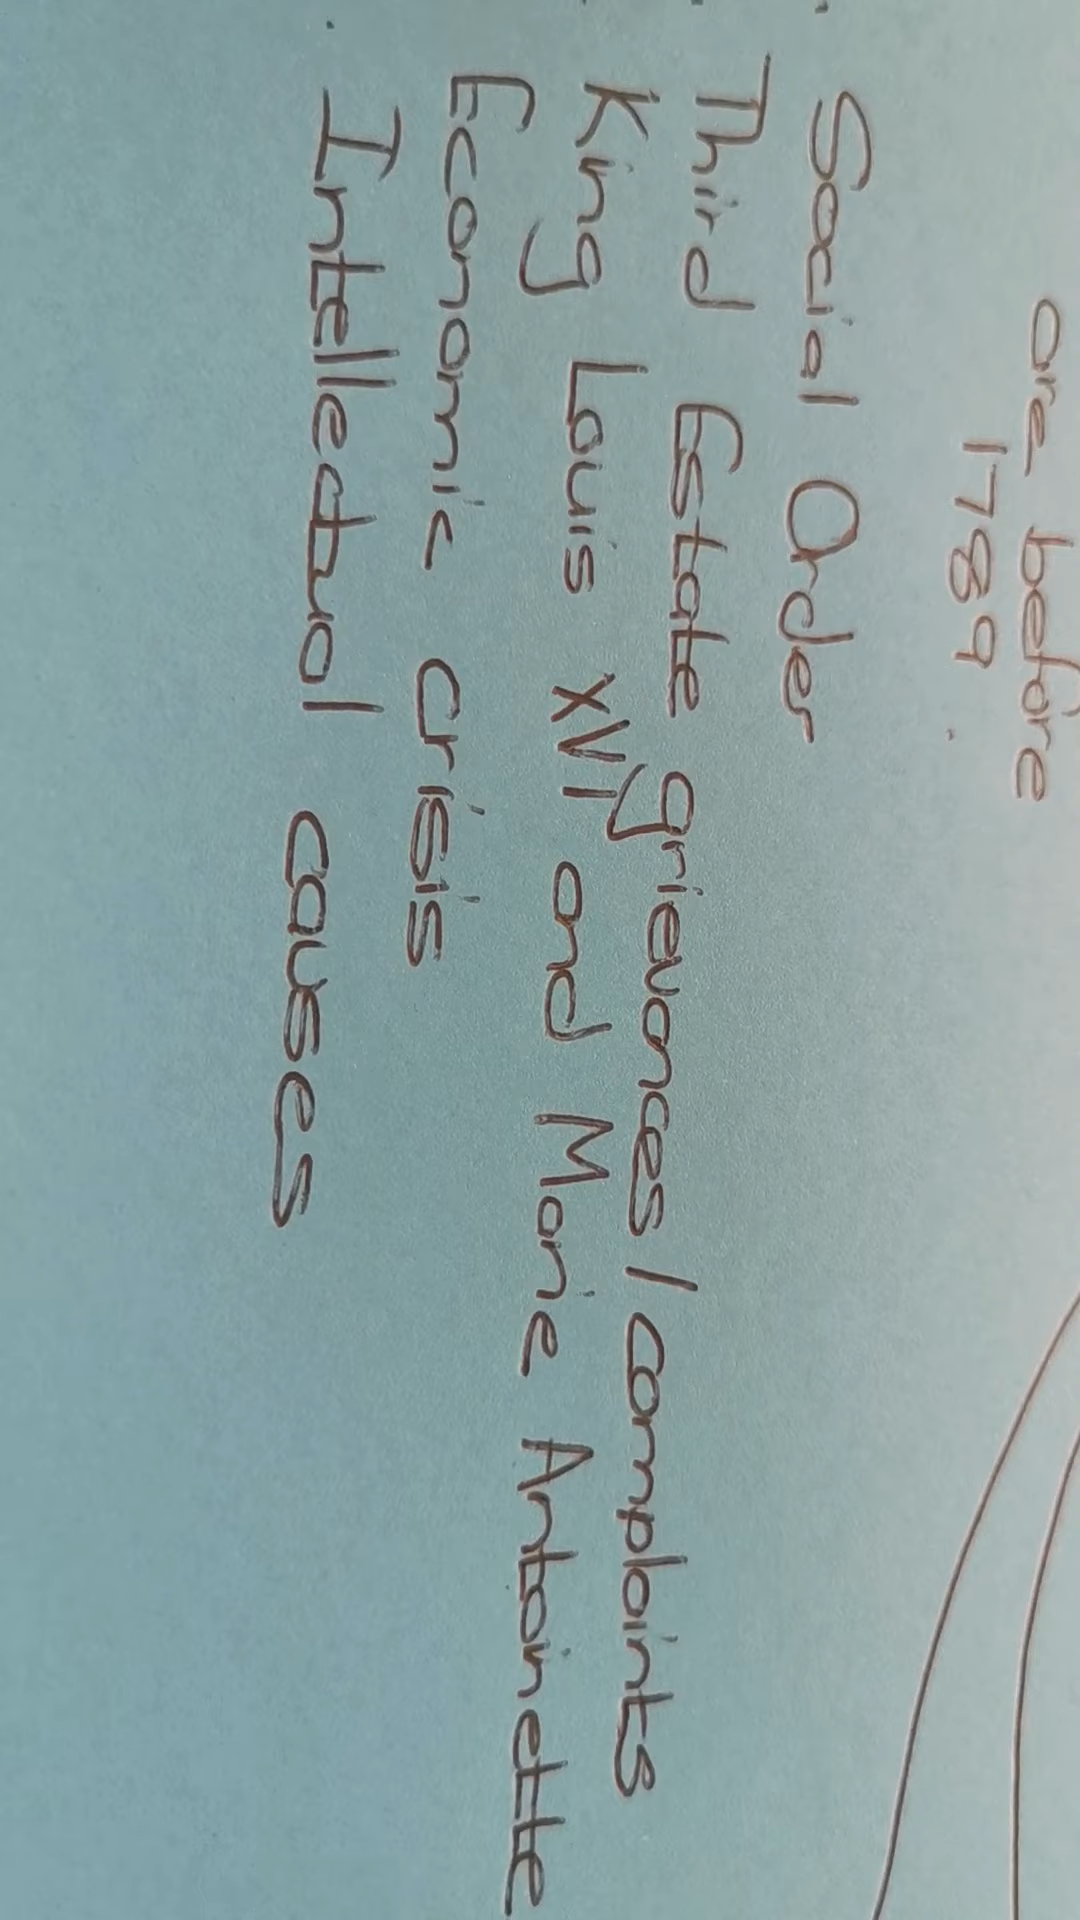 are before
1789.
Social Order
Third Estate grievances/complaints
King Louis XVI and Marie Antoinette
Economic crisis
Intellectual causes